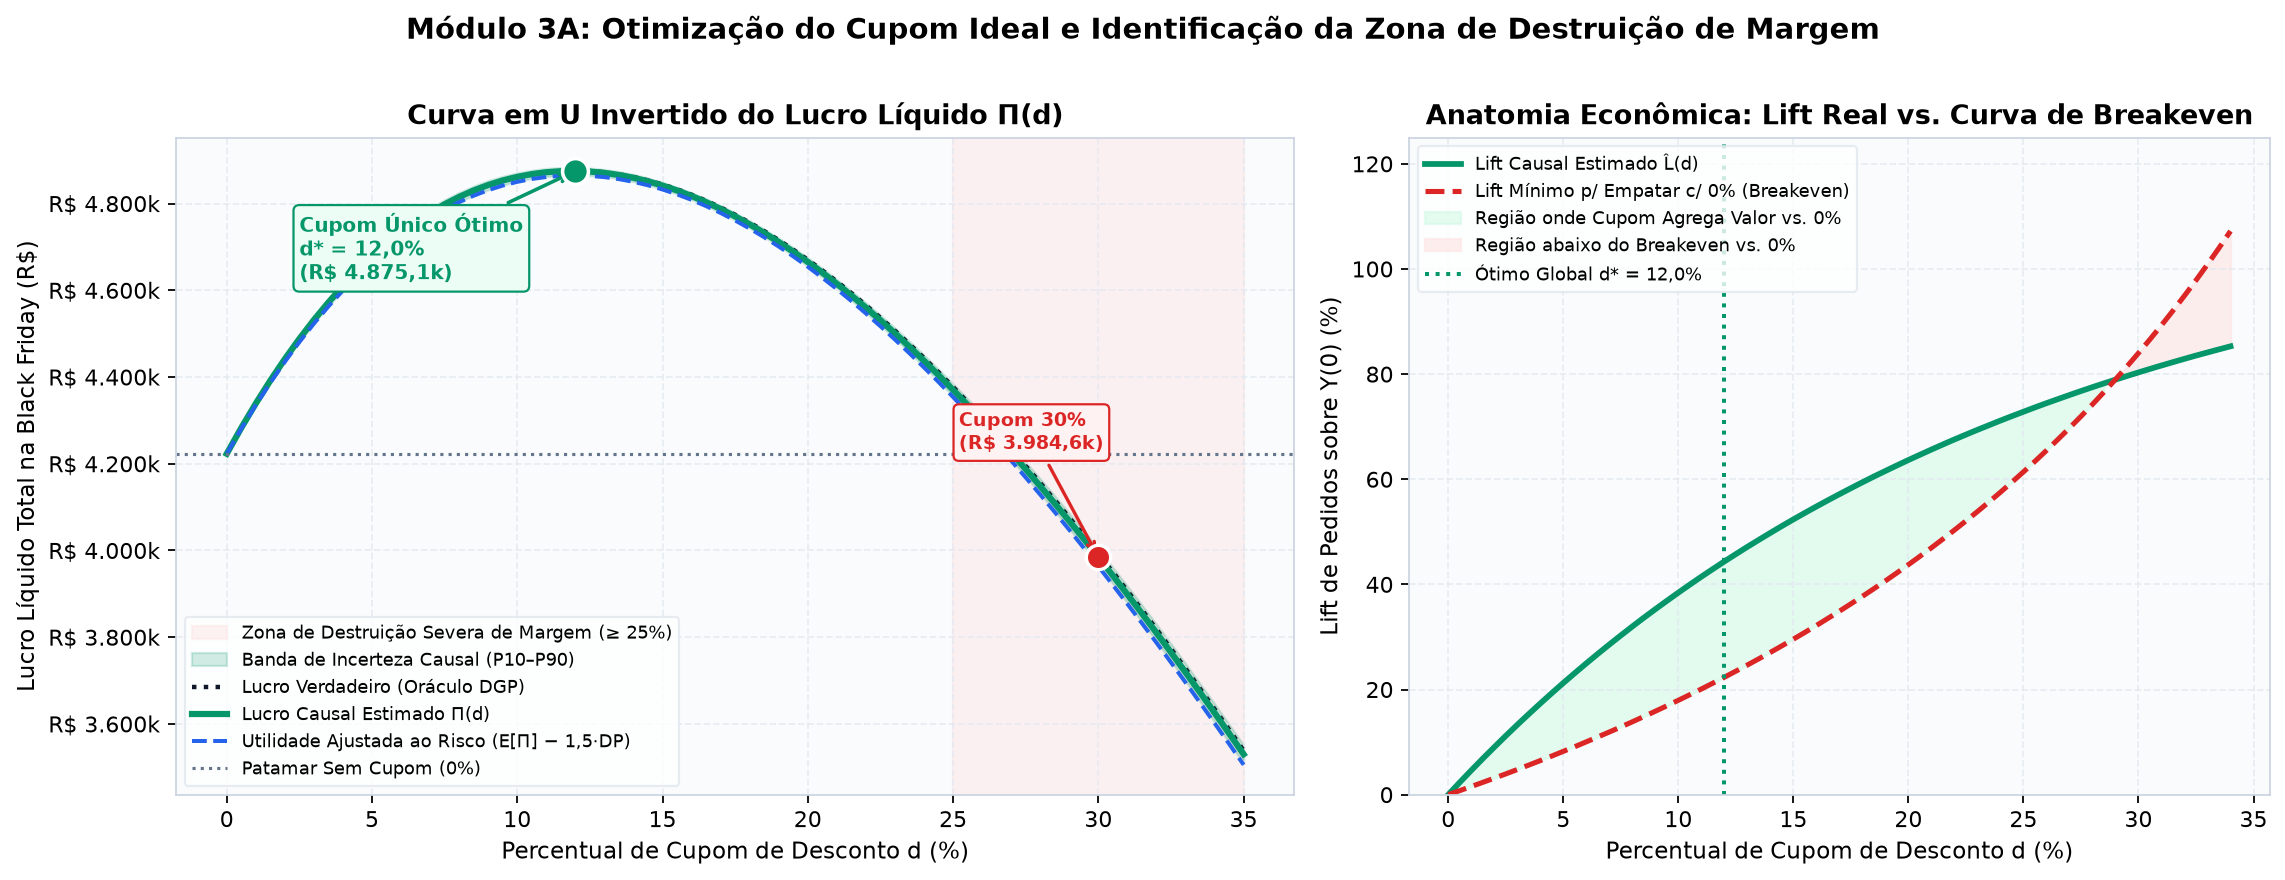 Módulo 3A: Otimização do Cupom Ideal e Identificação da Zona de Destruição de Margem
Curva em U Invertido do Lucro Líquido Π(d)
Lucro Líquido Total na Black Friday (R$)
R$ 4.800k
R$ 4.600k
R$ 4.400k
R$ 4.200k
R$ 4.000k
R$ 3.800k
R$ 3.600k
Cupom Único Ótimo
d* = 12,0%
(R$ 4.875,1k)
Cupom 30%
(R$ 3.984,6k)
Zona de Destruição Severa de Margem (≥ 25%)
Banda de Incerteza Causal (P10–P90)
Lucro Verdadeiro (Oráculo DGP)
Lucro Causal Estimado Π(d)
Utilidade Ajustada ao Risco (E[Π] − 1,5·DP)
Patamar Sem Cupom (0%)
0 5 10 15 20 25 30 35
Percentual de Cupom de Desconto d (%)
Anatomia Econômica: Lift Real vs. Curva de Breakeven
Lift de Pedidos sobre Y(0) (%)
120
100
80
60
40
20
0
Lift Causal Estimado L̂(d)
Lift Mínimo p/ Empatar c/ 0% (Breakeven)
Região onde Cupom Agrega Valor vs. 0%
Região abaixo do Breakeven vs. 0%
Ótimo Global d* = 12,0%
0 5 10 15 20 25 30 35
Percentual de Cupom de Desconto d (%)